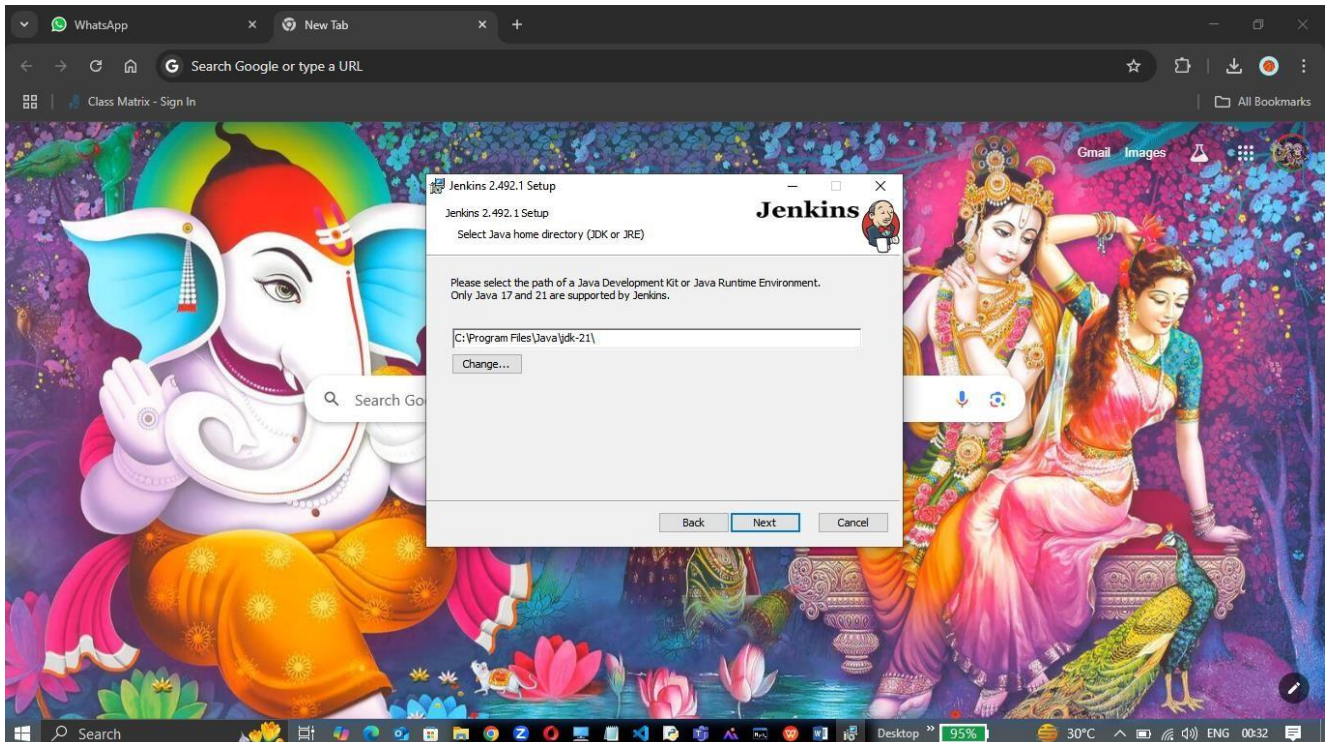 WhatsApp
New Tab
Search Google or type a URL
Class Matrix - Sign In
All Bookmarks
Gmail Images
Jenkins 2.492.1 Setup
Jenkins 2.492.1 Setup
Jenkins
Select Java home directory (JDK or JRE)
Please select the path of a Java Development Kit or Java Runtime Environment.
Only Java 17 and 21 are supported by Jenkins.
C:\Program Files\Java\jdk-21\
Change...
Search Go
Back Next Cancel
Search
Desktop » 95% 30°C ENG 00:32